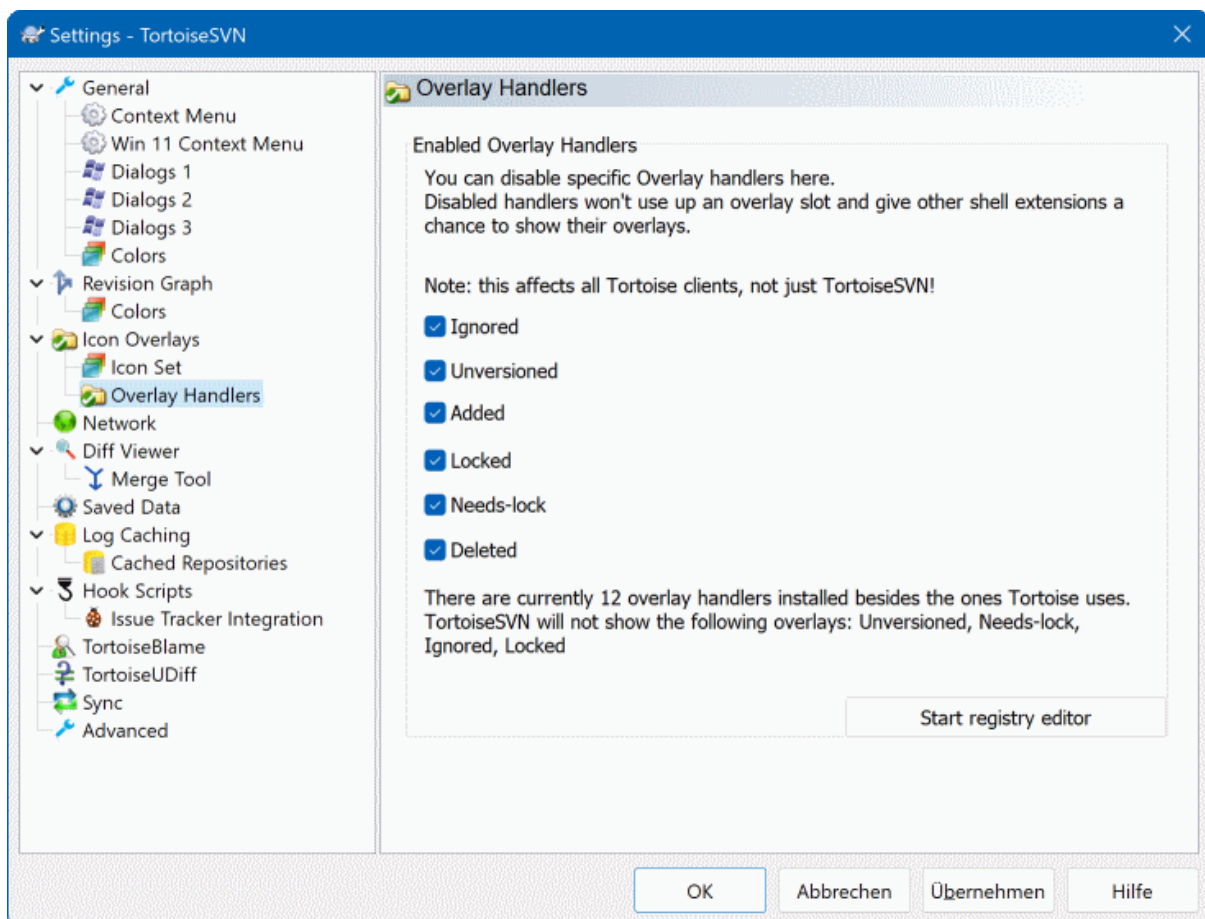 Settings - TortoiseSVN
General
Context Menu
Win 11 Context Menu
Dialogs 1
Dialogs 2
Dialogs 3
Colors
Revision Graph
Colors
Icon Overlays
Icon Set
Overlay Handlers
Network
Diff Viewer
Merge Tool
Saved Data
Log Caching
Cached Repositories
Hook Scripts
Issue Tracker Integration
TortoiseBlame
TortoiseUDiff
Sync
Advanced
Overlay Handlers
Enabled Overlay Handlers
You can disable specific Overlay handlers here.
Disabled handlers won't use up an overlay slot and give other shell extensions a
chance to show their overlays.
Note: this affects all Tortoise clients, not just TortoiseSVN!
Ignored
Unversioned
Added
Locked
Needs-lock
Deleted
There are currently 12 overlay handlers installed besides the ones Tortoise uses.
TortoiseSVN will not show the following overlays: Unversioned, Needs-lock,
Ignored, Locked
Start registry editor
OK
Abbrechen
Übernehmen
Hilfe